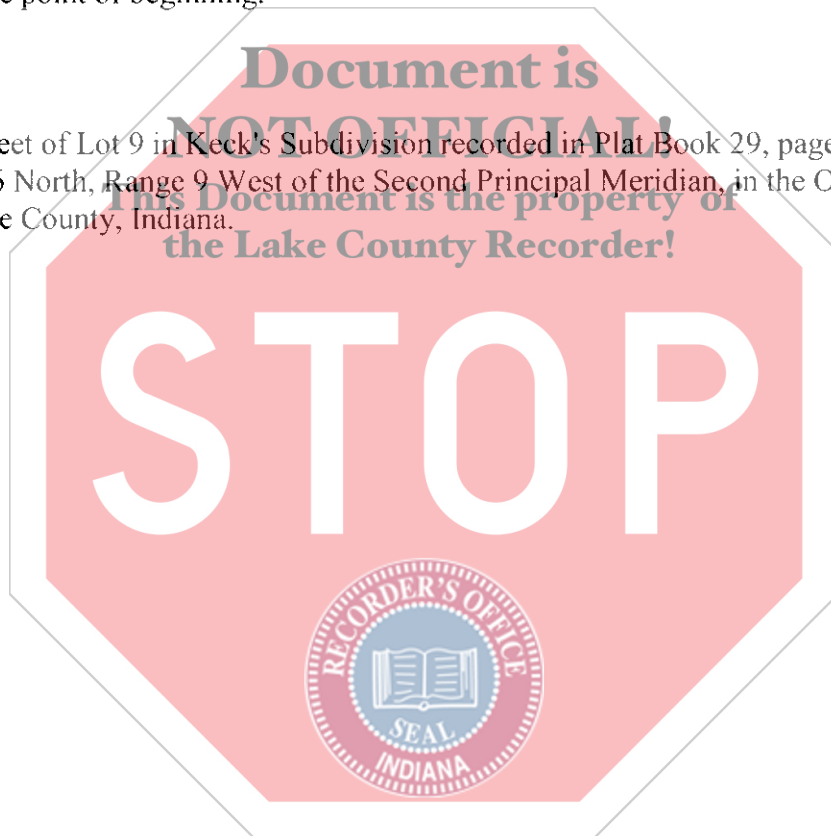 point of beginning.
Document is
NOT OFFICIAL!
eet of Lot 9 in Keck's Subdivision recorded in Plat Book 29, page
North, Range 9 West of the Second Principal Meridian, in the
This Document is the property of
e County, Indiana.
the Lake County Recorder!
STOP
RECORDER'S OFFICE
SEAL
INDIANA